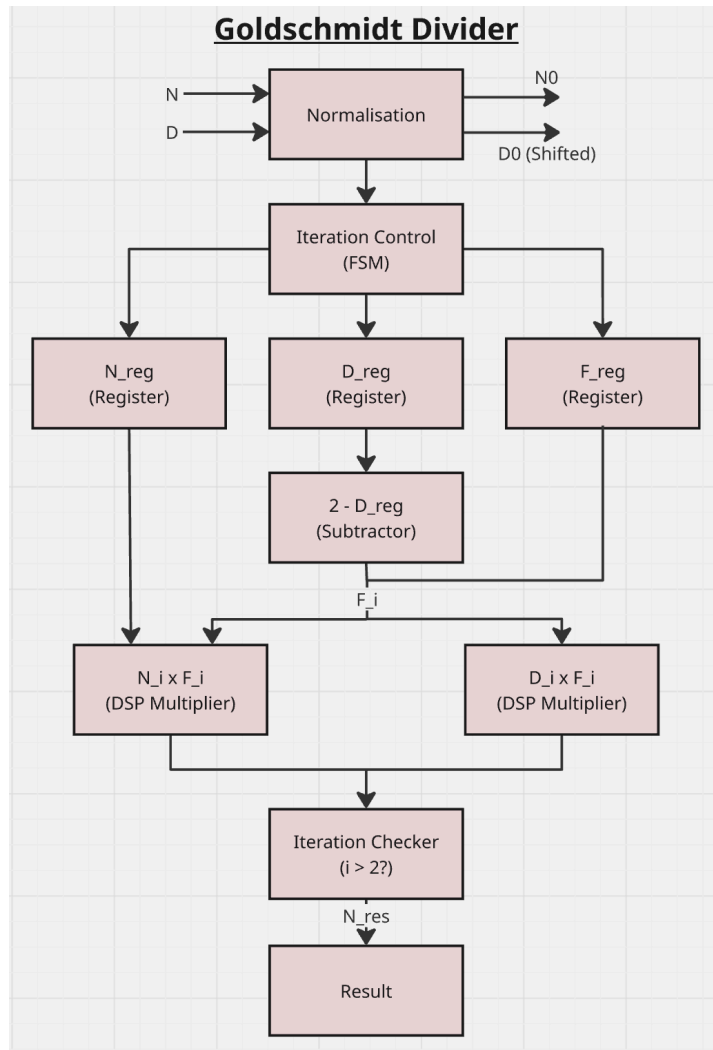 Goldschmidt Divider
N
D
Normalisation
N0
D0 (Shifted)
Iteration Control
(FSM)
N_reg
(Register)
D_reg
(Register)
F_reg
(Register)
2 - D_reg
(Subtractor)
F_i
N_i x F_i
(DSP Multiplier)
D_i x F_i
(DSP Multiplier)
Iteration Checker
(i > 2?)
N_res
Result